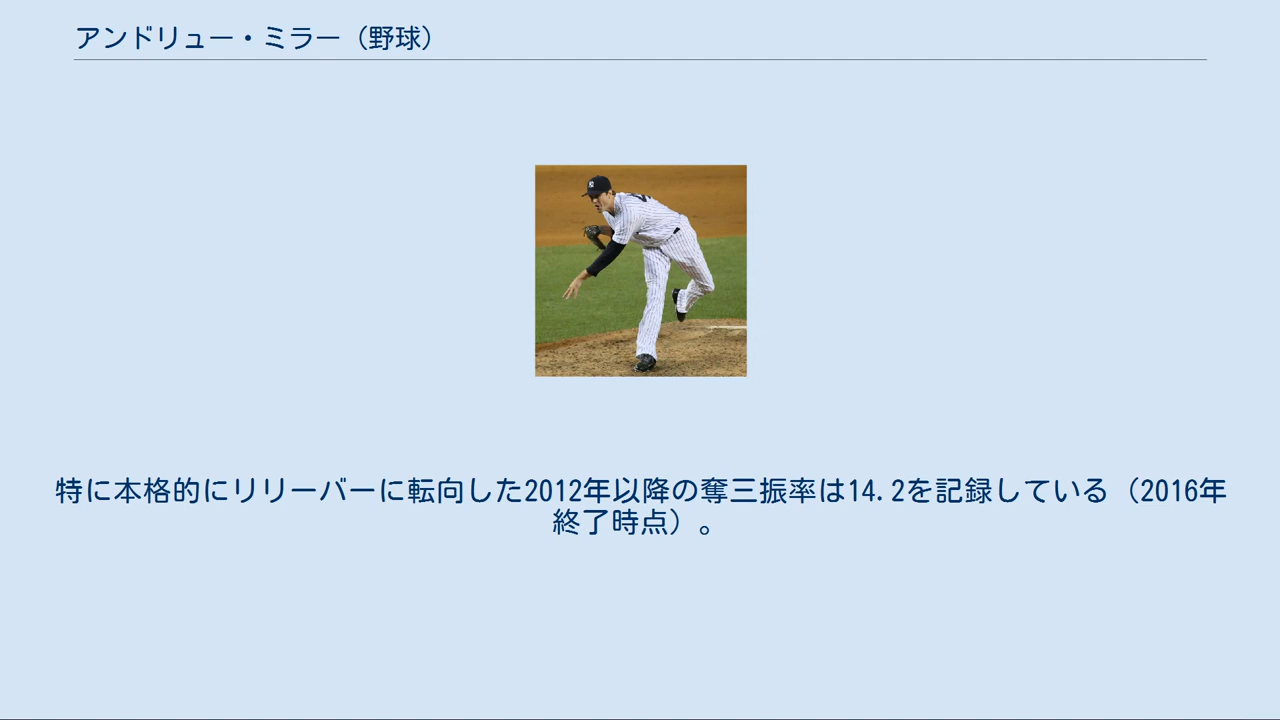 アンドリュー・ミラー（野球）
特に本格的にリリーバーに転向した2012年以降の奪三振率は14.2を記録している（2016年
終了時点）。